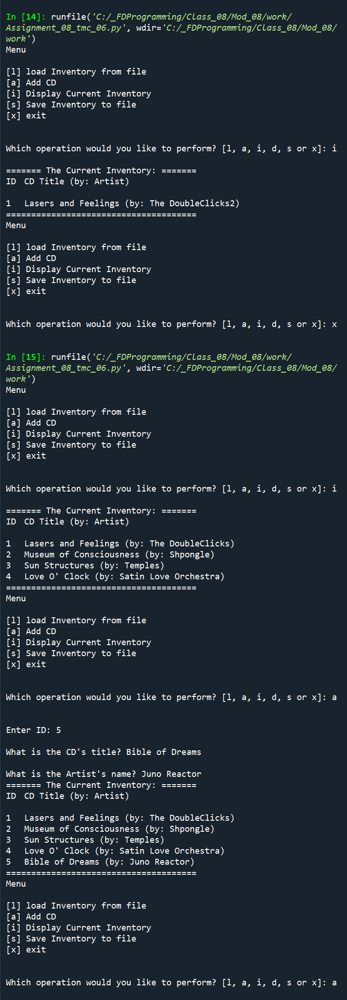 In [14]: runfile('C:/_FDProgramming/Class_08/Mod_08/work/
Assignment_08_tmc_06.py', wdir='C:/_FDProgramming/Class_08/Mod_08/
work')
Menu
[l] load Inventory from file
[a] Add CD
[i] Display Current Inventory
[s] Save Inventory to file
[x] exit
Which operation would you like to perform? [l, a, i, d, s or x]: i
======= The Current Inventory: =======
ID CD Title (by: Artist)
1 Lasers and Feelings (by: The DoubleClicks2)
======================================
Menu
[l] load Inventory from file
[a] Add CD
[i] Display Current Inventory
[s] Save Inventory to file
[x] exit
Which operation would you like to perform? [l, a, i, d, s or x]: x
In [15]: runfile('C:/_FDProgramming/Class_08/Mod_08/work/
Assignment_08_tmc_06.py', wdir='C:/_FDProgramming/Class_08/Mod_08/
work')
Menu
[l] load Inventory from file
[a] Add CD
[i] Display Current Inventory
[s] Save Inventory to file
[x] exit
Which operation would you like to perform? [l, a, i, d, s or x]: i
======= The Current Inventory: =======
ID CD Title (by: Artist)
1 Lasers and Feelings (by: The DoubleClicks)
2 Museum of Consciousness (by: Shpongle)
3 Sun Structures (by: Temples)
4 Love O' Clock (by: Satin Love Orchestra)
======================================
Menu
[l] load Inventory from file
[a] Add CD
[i] Display Current Inventory
[s] Save Inventory to file
[x] exit
Which operation would you like to perform? [l, a, i, d, s or x]: a
Enter ID: 5
What is the CD's title? Bible of Dreams
What is the Artist's name? Juno Reactor
======= The Current Inventory: =======
ID CD Title (by: Artist)
1 Lasers and Feelings (by: The DoubleClicks)
2 Museum of Consciousness (by: Shpongle)
3 Sun Structures (by: Temples)
4 Love O' Clock (by: Satin Love Orchestra)
5 Bible of Dreams (by: Juno Reactor)
======================================
Menu
[l] load Inventory from file
[a] Add CD
[i] Display Current Inventory
[s] Save Inventory to file
[x] exit
Which operation would you like to perform? [l, a, i, d, s or x]: a